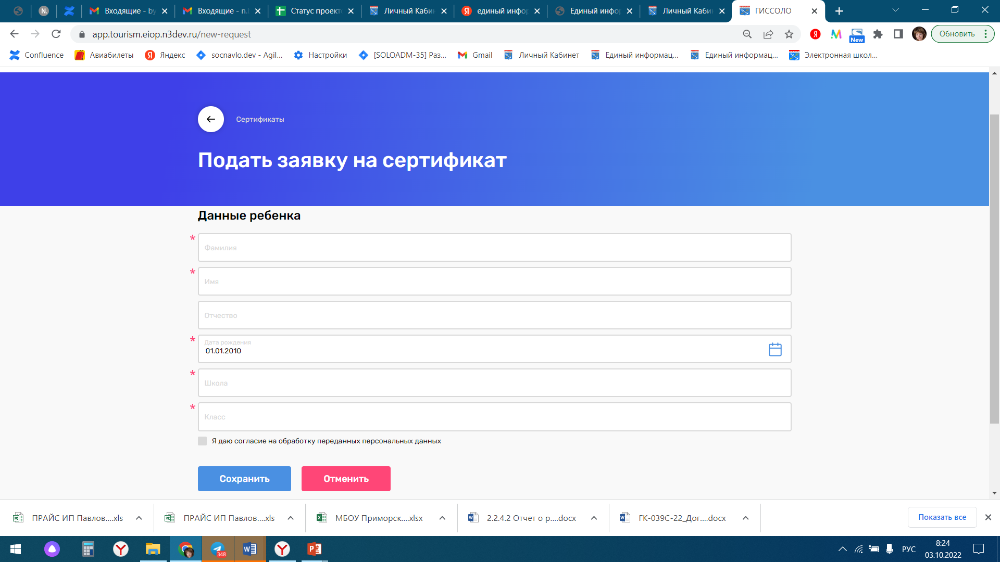 Входящие - by
Входящие - n.l
Статус проект
Личный Каби
единый инфор
Единый инфо
Личный Каби
ГИССОЛО
app.tourism.eiop.n3dev.ru/new-request
New
Обновить
Confluence
Авиабилеты
Яндекс
socnavlo.dev - Agil...
Настройки
[SOLOADM-35] Раз...
Gmail
Личный Кабинет
Единый информац...
Единый информац...
Электронная школ...
Сертификаты
Подать заявку на сертификат
Данные ребенка
* Фамилия
* Имя
Отчество
* Дата рождения
01.01.2010
* Школа
* Класс
Я даю согласие на обработку переданных персональных данных
Сохранить
Отменить
ПРАЙС ИП Павлов....xls
ПРАЙС ИП Павлов....xls
МБОУ Приморск....xlsx
2.2.4.2 Отчет о р....docx
ГК-039С-22_Дог....docx
Показать все
348
РУС
8:24
03.10.2022